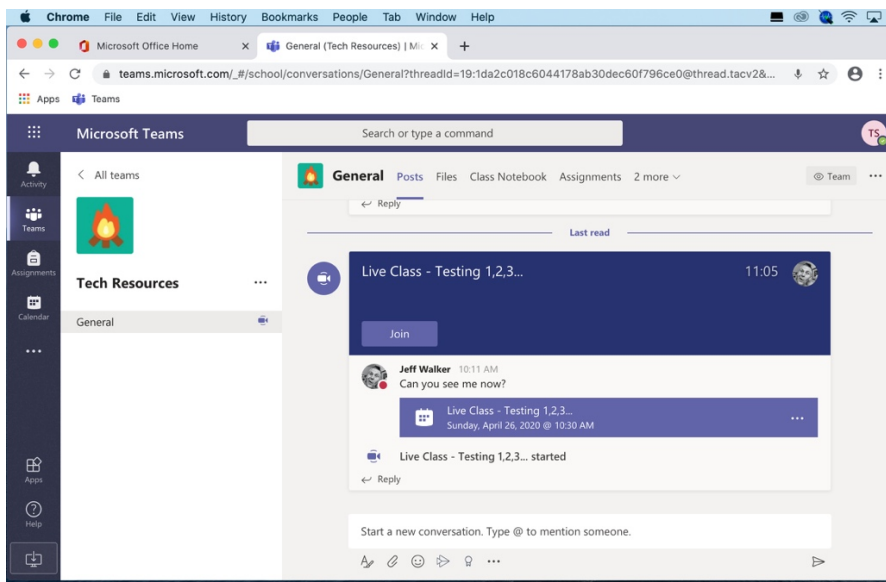 Chrome File Edit View History Bookmarks People Tab Window Help
Microsoft Office Home
General (Tech Resources) | Mic
teams.microsoft.com/_#/school/conversations/General?threadId=19:1da2c018c6044178ab30dec60f796ce0@thread.tacv2&...
Apps Teams
Microsoft Teams
Search or type a command
TS
Activity
Teams
Assignments
Calendar
Apps
Help
All teams
Tech Resources
General
General Posts Files Class Notebook Assignments 2 more
Team
Reply
Last read
Live Class - Testing 1,2,3...
11:05
Join
Jeff Walker 10:11 AM
Can you see me now?
Live Class - Testing 1,2,3...
Sunday, April 26, 2020 @ 10:30 AM
Live Class - Testing 1,2,3... started
Reply
Start a new conversation. Type @ to mention someone.